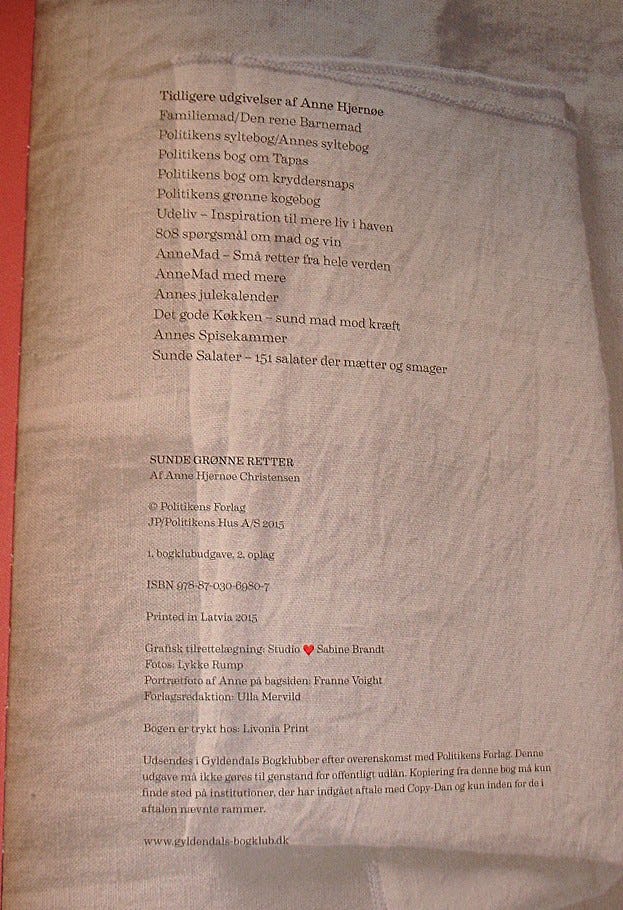 Tidligere udgivelser af Anne Hjernøe
Familiemad/Den rene Barnemad
Politikens syltebog/Annes syltebog
Politikens bog om Tapas
Politikens bog om kryddersnaps
Politikens grønne kogebog
Udeliv – Inspiration til mere liv i haven
808 spørgsmål om mad og vin
AnneMad – Små retter fra hele verden
AnneMad med mere
Annes julekalender
Det gode Køkken – sund mad mod kræft
Annes Spisekammer
Sunde Salater – 151 salater der mætter og smager
SUNDE GRØNNE RETTER
Af Anne Hjernøe Christensen
© Politikens Forlag
JP/Politikens Hus A/S 2015
1. bogklubudgave, 2. oplag
ISBN 978-87-030-6980-7
Printed in Latvia 2015
Grafisk tilrettelægning: Studio ❤ Sabine Brandt
Fotos: Lykke Rump
Portrætfoto af Anne på bagsiden: Franne Voight
Forlagsredaktion: Ulla Mervild
Bogen er trykt hos: Livonia Print
Udsendes i Gyldendals Bogklubber efter overenskomst med Politikens Forlag. Denne
udgave må ikke gøres til genstand for offentligt udlån. Kopiering fra denne bog må kun
finde sted på institutioner, der har indgået aftale med Copy-Dan og kun inden for de i
aftalen nævnte rammer.
www.gyldendals-bogklub.dk